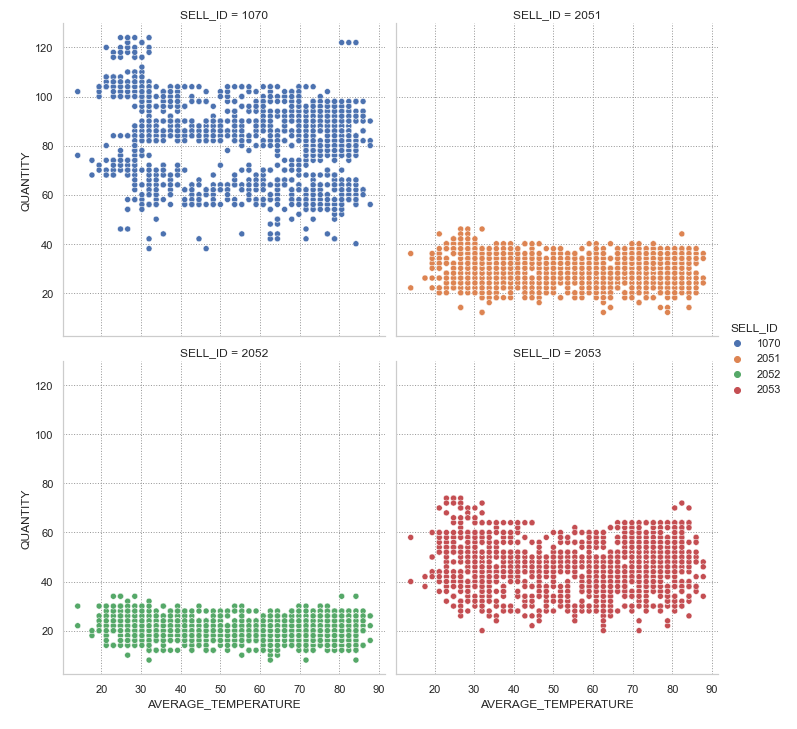 SELL_ID = 1070
SELL_ID = 2051
120
100
80
60
40
20
QUANTITY
SELL_ID
1070
2051
2052
2053
SELL_ID = 2052
SELL_ID = 2053
120
100
80
60
40
20
QUANTITY
20 30 40 50 60 70 80 90
20 30 40 50 60 70 80 90
AVERAGE_TEMPERATURE
AVERAGE_TEMPERATURE